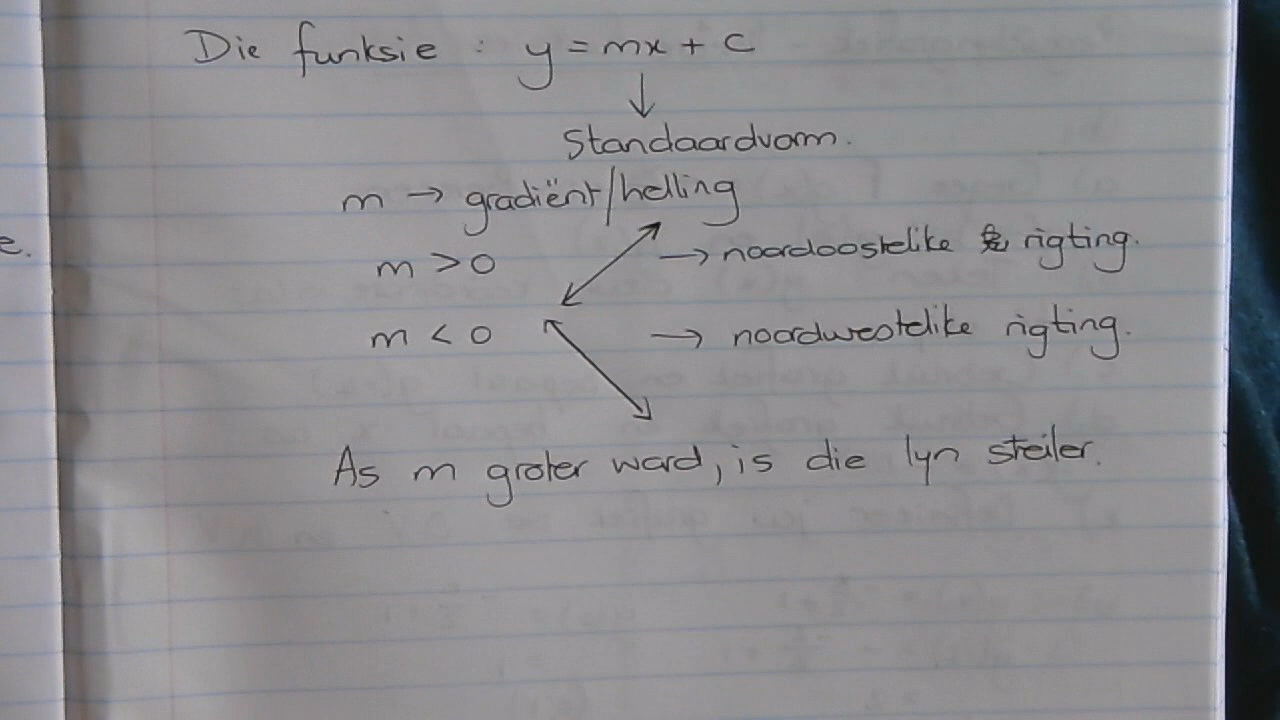 Die funksie : y = mx + c
↓
Standaardvorm.
m → gradiënt/helling
m > 0 → noordoostelike rigting.
m < 0 → noordwestelike rigting.
As m groter word, is die lyn steiler.
e.